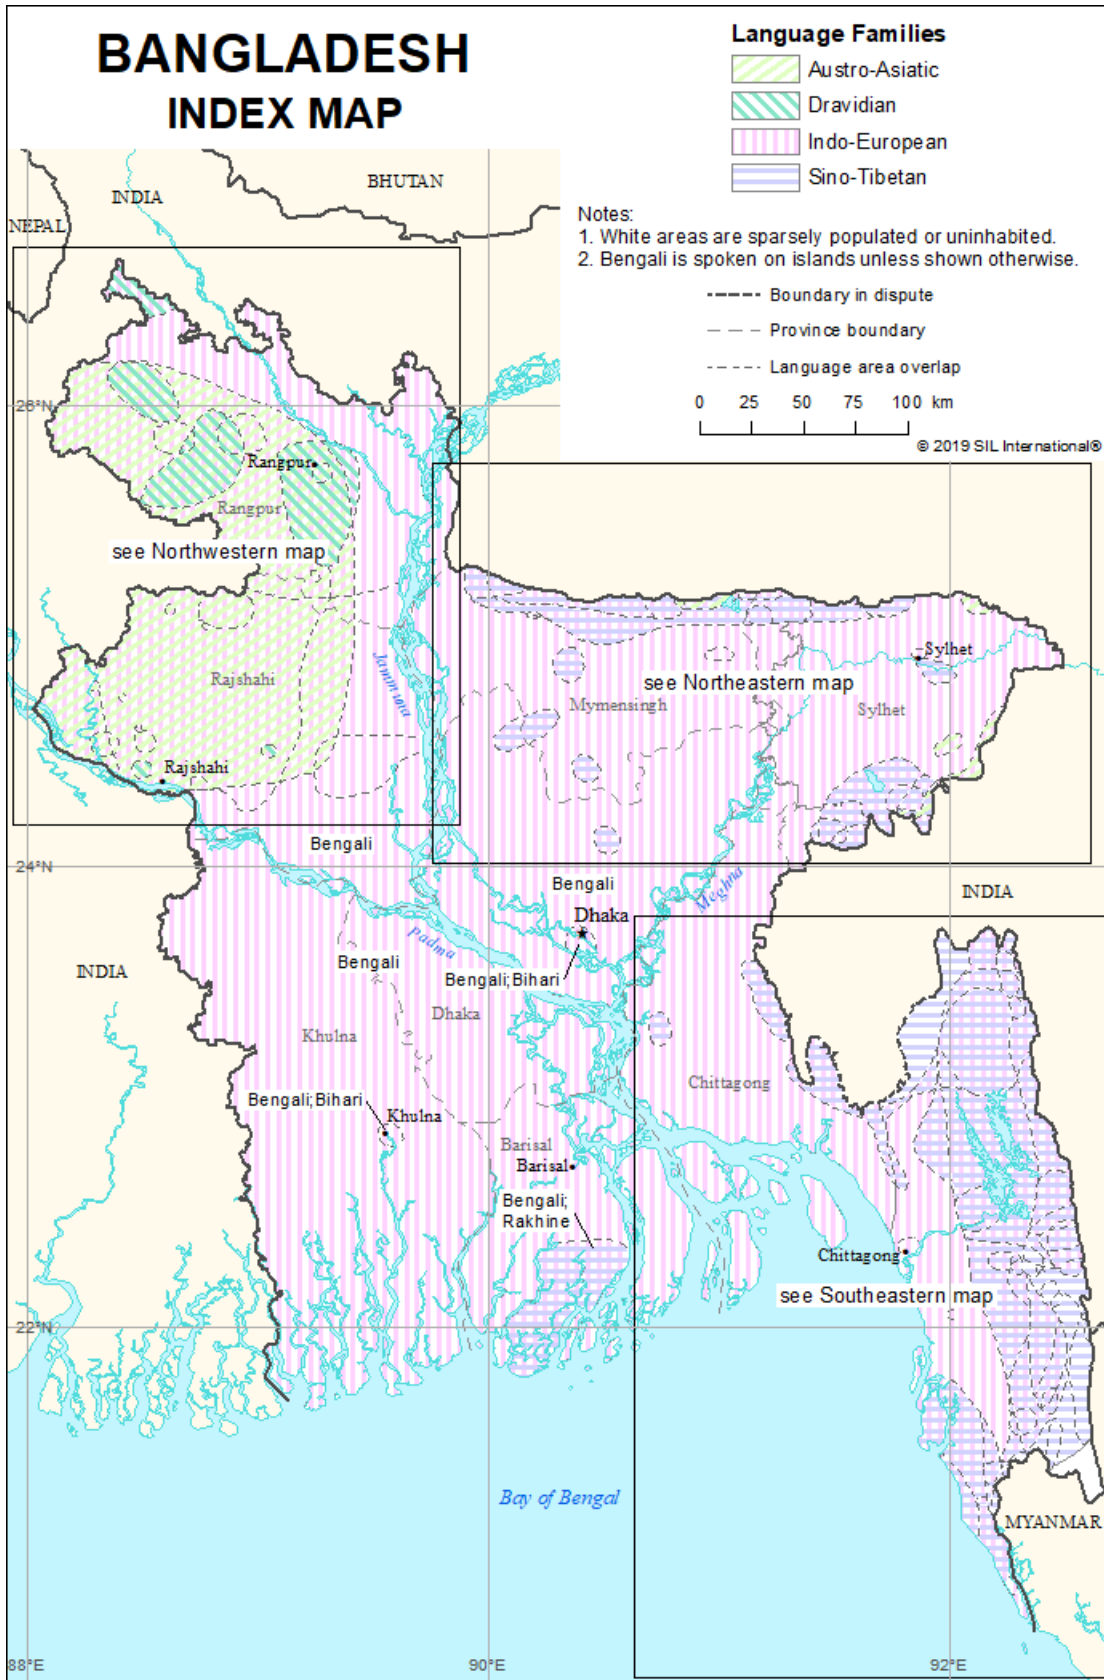 BANGLADESH
INDEX MAP
Language Families
Austro-Asiatic
Dravidian
Indo-European
Sino-Tibetan
Notes:
1. White areas are sparsely populated or uninhabited.
2. Bengali is spoken on islands unless shown otherwise.
Boundary in dispute
Province boundary
Language area overlap
0 25 50 75 100 km
© 2019 SIL International®
BHUTAN
INDIA
NEPAL
26°N
Rangpur
Rangpur
see Northwestern map
Sylhet
Jammuna
Rajshahi
see Northeastern map
Mymensingh
Sylhet
Rajshahi
Bengali
24°N
Bengali
Meghna
INDIA
Dhaka
padma
Bengali
INDIA
Bengali; Bihari
Dhaka
Khulna
Chittagong
Bengali; Bihari
Khulna
Barisal
Barisal
Bengali;
Rakhine
Chittagong
see Southeastern map
22°N
Bay of Bengal
MYANMAR
88°E
90°E
92°E